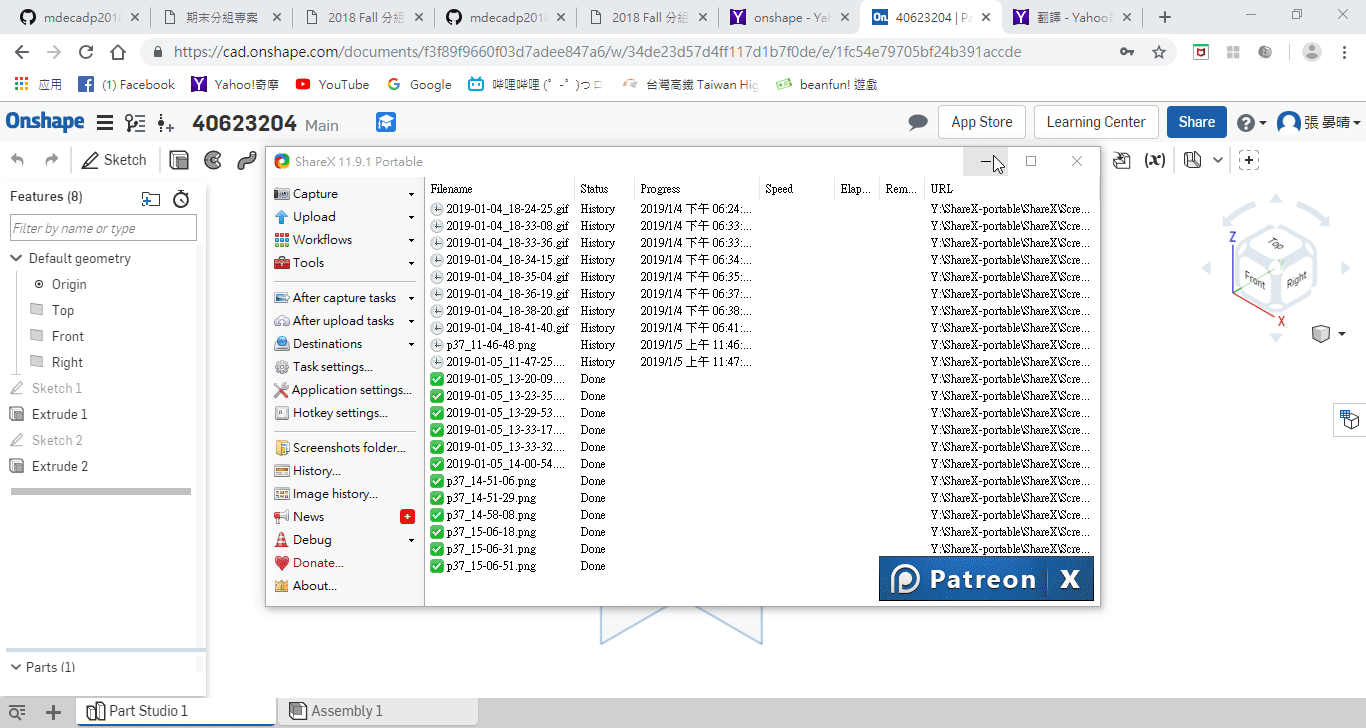 mdecadp2018
期末分組專案
2018 Fall 分組
mdecadp2018
2018 Fall 分組
onshape - Ya
40623204 | Pa
翻譯 - Yahoo奇
https://cad.onshape.com/documents/f3f89f9660f03d7adee847a6/w/34de23d57d4ff117d1b7f0de/e/1fc54e79705bf24b391accde
应用
(1) Facebook
Yahoo!奇摩
YouTube
Google
哔哩哔哩 (゜-゜)つロ
台灣高鐵 Taiwan Hig
beanfun! 遊戲
Onshape
40623204 Main
App Store
Learning Center
Share
張 晏晴
Sketch
(x)
Features (8)
Filter by name or type
Default geometry
Origin
Top
Front
Right
Sketch 1
Extrude 1
Sketch 2
Extrude 2
Parts (1)
ShareX 11.9.1 Portable
Capture
Upload
Workflows
Tools
After capture tasks
After upload tasks
Destinations
Task settings...
Application settings...
Hotkey settings...
Screenshots folder...
History...
Image history...
News
Debug
Donate...
About...
Filename Status Progress Speed Elap... Rem... URL
2019-01-04_18-24-25.gif History 2019/1/4 下午 06:24:... Y:\ShareX-portable\ShareX\Scre...
2019-01-04_18-33-08.gif History 2019/1/4 下午 06:33:... Y:\ShareX-portable\ShareX\Scre...
2019-01-04_18-33-36.gif History 2019/1/4 下午 06:33:... Y:\ShareX-portable\ShareX\Scre...
2019-01-04_18-34-15.gif History 2019/1/4 下午 06:34:... Y:\ShareX-portable\ShareX\Scre...
2019-01-04_18-35-04.gif History 2019/1/4 下午 06:35:... Y:\ShareX-portable\ShareX\Scre...
2019-01-04_18-36-19.gif History 2019/1/4 下午 06:37:... Y:\ShareX-portable\ShareX\Scre...
2019-01-04_18-38-20.gif History 2019/1/4 下午 06:38:... Y:\ShareX-portable\ShareX\Scre...
2019-01-04_18-41-40.gif History 2019/1/4 下午 06:41:... Y:\ShareX-portable\ShareX\Scre...
p37_11-46-48.png History 2019/1/5 上午 11:46:... Y:\ShareX-portable\ShareX\Scre...
2019-01-05_11-47-25.... History 2019/1/5 上午 11:47:... Y:\ShareX-portable\ShareX\Scre...
2019-01-05_13-20-09.... Done Y:\ShareX-portable\ShareX\Scre...
2019-01-05_13-23-35.... Done Y:\ShareX-portable\ShareX\Scre...
2019-01-05_13-29-53.... Done Y:\ShareX-portable\ShareX\Scre...
2019-01-05_13-33-17.... Done Y:\ShareX-portable\ShareX\Scre...
2019-01-05_13-33-32.... Done Y:\ShareX-portable\ShareX\Scre...
2019-01-05_14-00-54.... Done Y:\ShareX-portable\ShareX\Scre...
p37_14-51-06.png Done Y:\ShareX-portable\ShareX\Scre...
p37_14-51-29.png Done Y:\ShareX-portable\ShareX\Scre...
p37_14-58-08.png Done Y:\ShareX-portable\ShareX\Scre...
p37_15-06-18.png Done Y:\ShareX-portable\ShareX\Scre...
p37_15-06-31.png Done Y:\ShareX-portable\ShareX\Scre...
p37_15-06-51.png Done
Patreon X
Z
Top
Front
Right
Y
X
Part Studio 1
Assembly 1